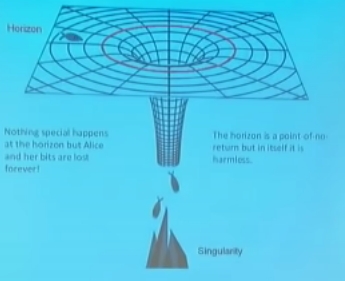 Horizon
Nothing special happens
at the horizon but Alice
and her bits are lost
forever!
The horizon is a point of no-
return but in itself it is
harmless.
Singularity